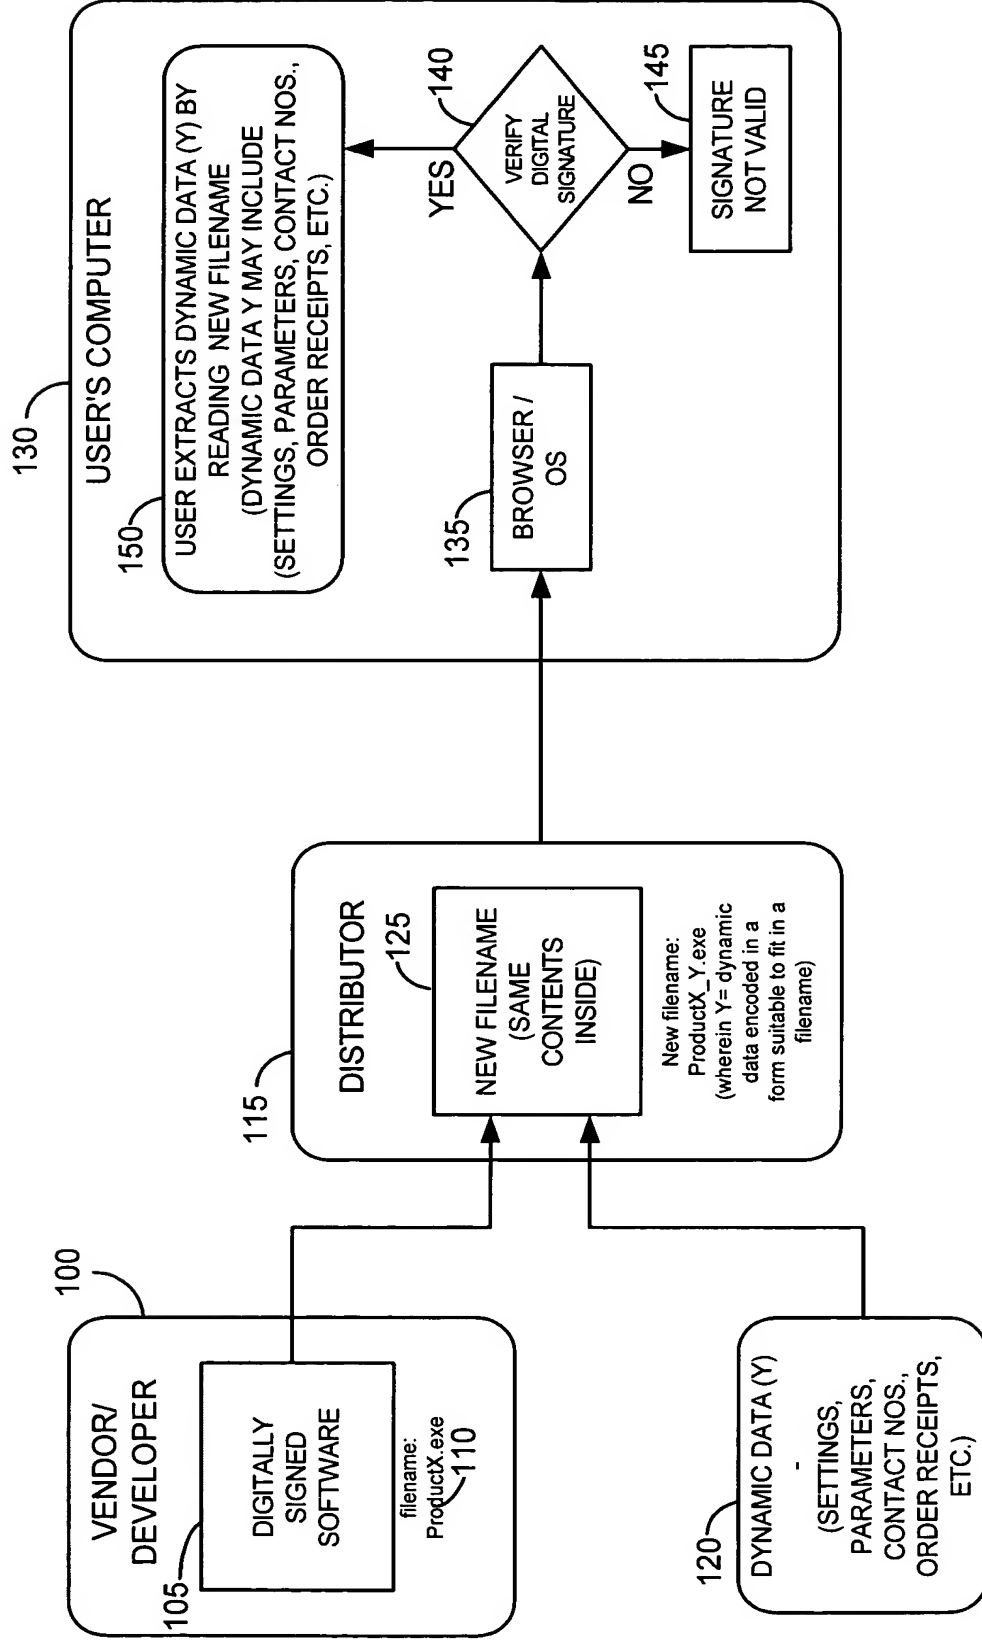 100
VENDOR/
DEVELOPER
105
DIGITALLY
SIGNED
SOFTWARE
filename:
ProductX.exe
110
120
DYNAMIC DATA (Y)
-
(SETTINGS,
PARAMETERS,
CONTACT NOS.,
ORDER RECEIPTS,
ETC.)
115
DISTRIBUTOR
125
NEW FILENAME
(SAME
CONTENTS
INSIDE)
New filename:
ProductX_Y.exe
(wherein Y= dynamic
data encoded in a
form suitable to fit in a
filename)
130
USER'S COMPUTER
150
USER EXTRACTS DYNAMIC DATA (Y) BY
READING NEW FILENAME
(DYNAMIC DATA Y MAY INCLUDE
(SETTINGS, PARAMETERS, CONTACT NOS.,
ORDER RECEIPTS, ETC.)
135
BROWSER /
OS
140
VERIFY
DIGITAL
SIGNATURE
YES
NO
145
SIGNATURE
NOT VALID